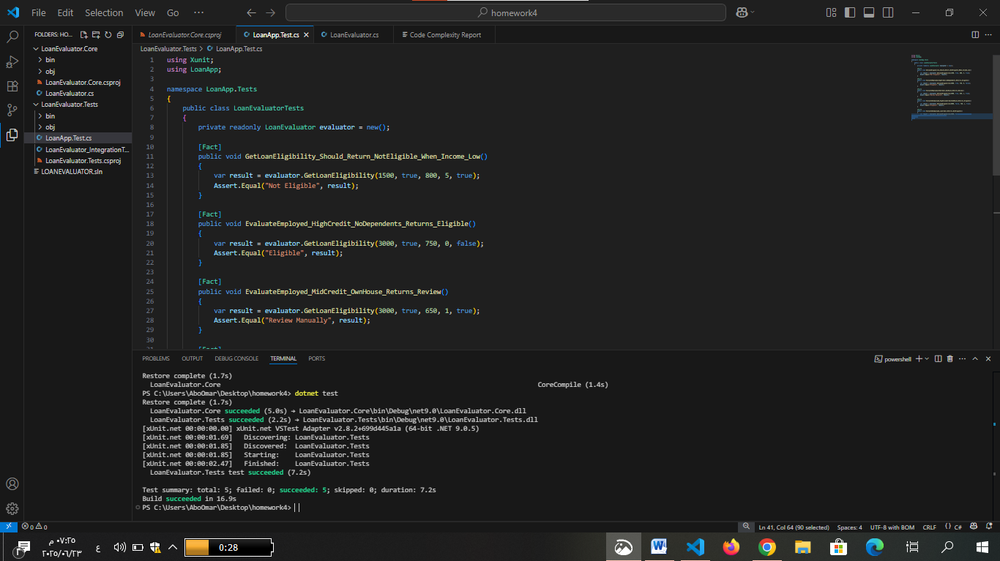 File Edit Selection View Go ··· homework4
FOLDERS: HO...
LoanEvaluator.Core
bin
obj
LoanEvaluator.Core.csproj
LoanEvaluator.cs
LoanEvaluator.Tests
bin
obj
LoanApp.Test.cs
LoanEvaluator_IntegrationT...
LoanEvaluator.Tests.csproj
LOANEVALUATOR.sln
LoanEvaluator.Core.csproj LoanApp.Test.cs LoanEvaluator.cs Code Complexity Report
LoanEvaluator.Tests > LoanApp.Test.cs
1 using Xunit;
2 using LoanApp;
3
4 namespace LoanApp.Tests
5 {
6 public class LoanEvaluatorTests
7 {
8 private readonly LoanEvaluator evaluator = new();
9
10 [Fact]
11 public void GetLoanEligibility_Should_Return_NotEligible_When_Income_Low()
12 {
13 var result = evaluator.GetLoanEligibility(1500, true, 800, 5, true);
14 Assert.Equal("Not Eligible", result);
15 }
16
17 [Fact]
18 public void EvaluateEmployed_HighCredit_NoDependents_Returns_Eligible()
19 {
20 var result = evaluator.GetLoanEligibility(3000, true, 750, 0, false);
21 Assert.Equal("Eligible", result);
22 }
23
24 [Fact]
25 public void EvaluateEmployed_MidCredit_OwnHouse_Returns_Review()
26 {
27 var result = evaluator.GetLoanEligibility(3000, true, 650, 1, true);
28 Assert.Equal("Review Manually", result);
29 }
30
31 [Fact]
PROBLEMS OUTPUT DEBUG CONSOLE TERMINAL PORTS powershell
Restore complete (1.7s)
LoanEvaluator.Core CoreCompile (1.4s)
PS C:\Users\AboOmar\Desktop\homework4> dotnet test
Restore complete (1.7s)
LoanEvaluator.Core succeeded (5.0s) → LoanEvaluator.Core\bin\Debug\net9.0\LoanEvaluator.Core.dll
LoanEvaluator.Tests succeeded (2.2s) → LoanEvaluator.Tests\bin\Debug\net9.0\LoanEvaluator.Tests.dll
[xUnit.net 00:00:00.00] xUnit.net VSTest Adapter v2.8.2+699d445a1a (64-bit .NET 9.0.5)
[xUnit.net 00:00:01.69] Discovering: LoanEvaluator.Tests
[xUnit.net 00:00:01.85] Discovered: LoanEvaluator.Tests
[xUnit.net 00:00:01.85] Starting: LoanEvaluator.Tests
[xUnit.net 00:00:02.47] Finished: LoanEvaluator.Tests
LoanEvaluator.Tests test succeeded (7.2s)
Test summary: total: 5; failed: 0; succeeded: 5; skipped: 0; duration: 7.2s
Build succeeded in 16.9s
PS C:\Users\AboOmar\Desktop\homework4>
0 0 Ln 41, Col 64 (90 selected) Spaces: 4 UTF-8 with BOM CRLF {} C#
٠٧:٢٥ م
٢٠٢٥/٠٦/٢٣
ع
0:28